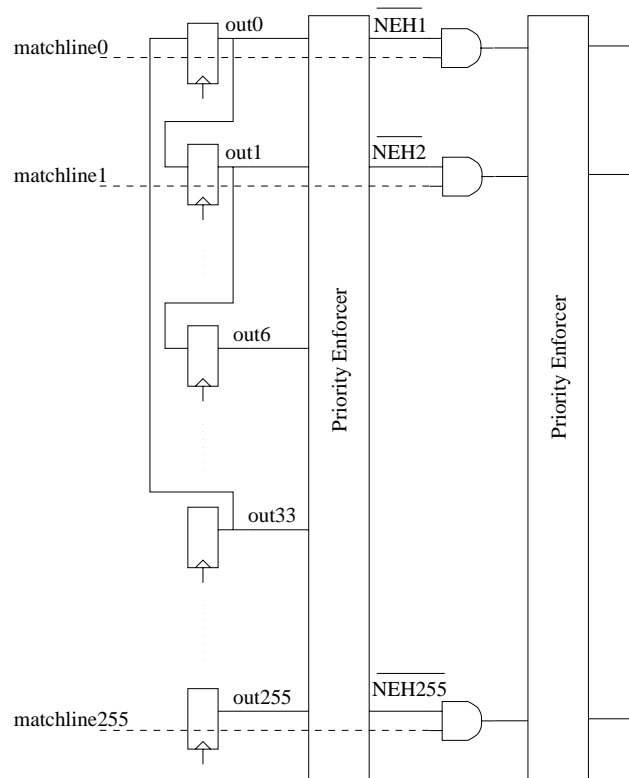 out0
NEH1
matchline0
out1
NEH2
matchline1
out6
Priority Enforcer
Priority Enforcer
out33
out255
NEH255
matchline255